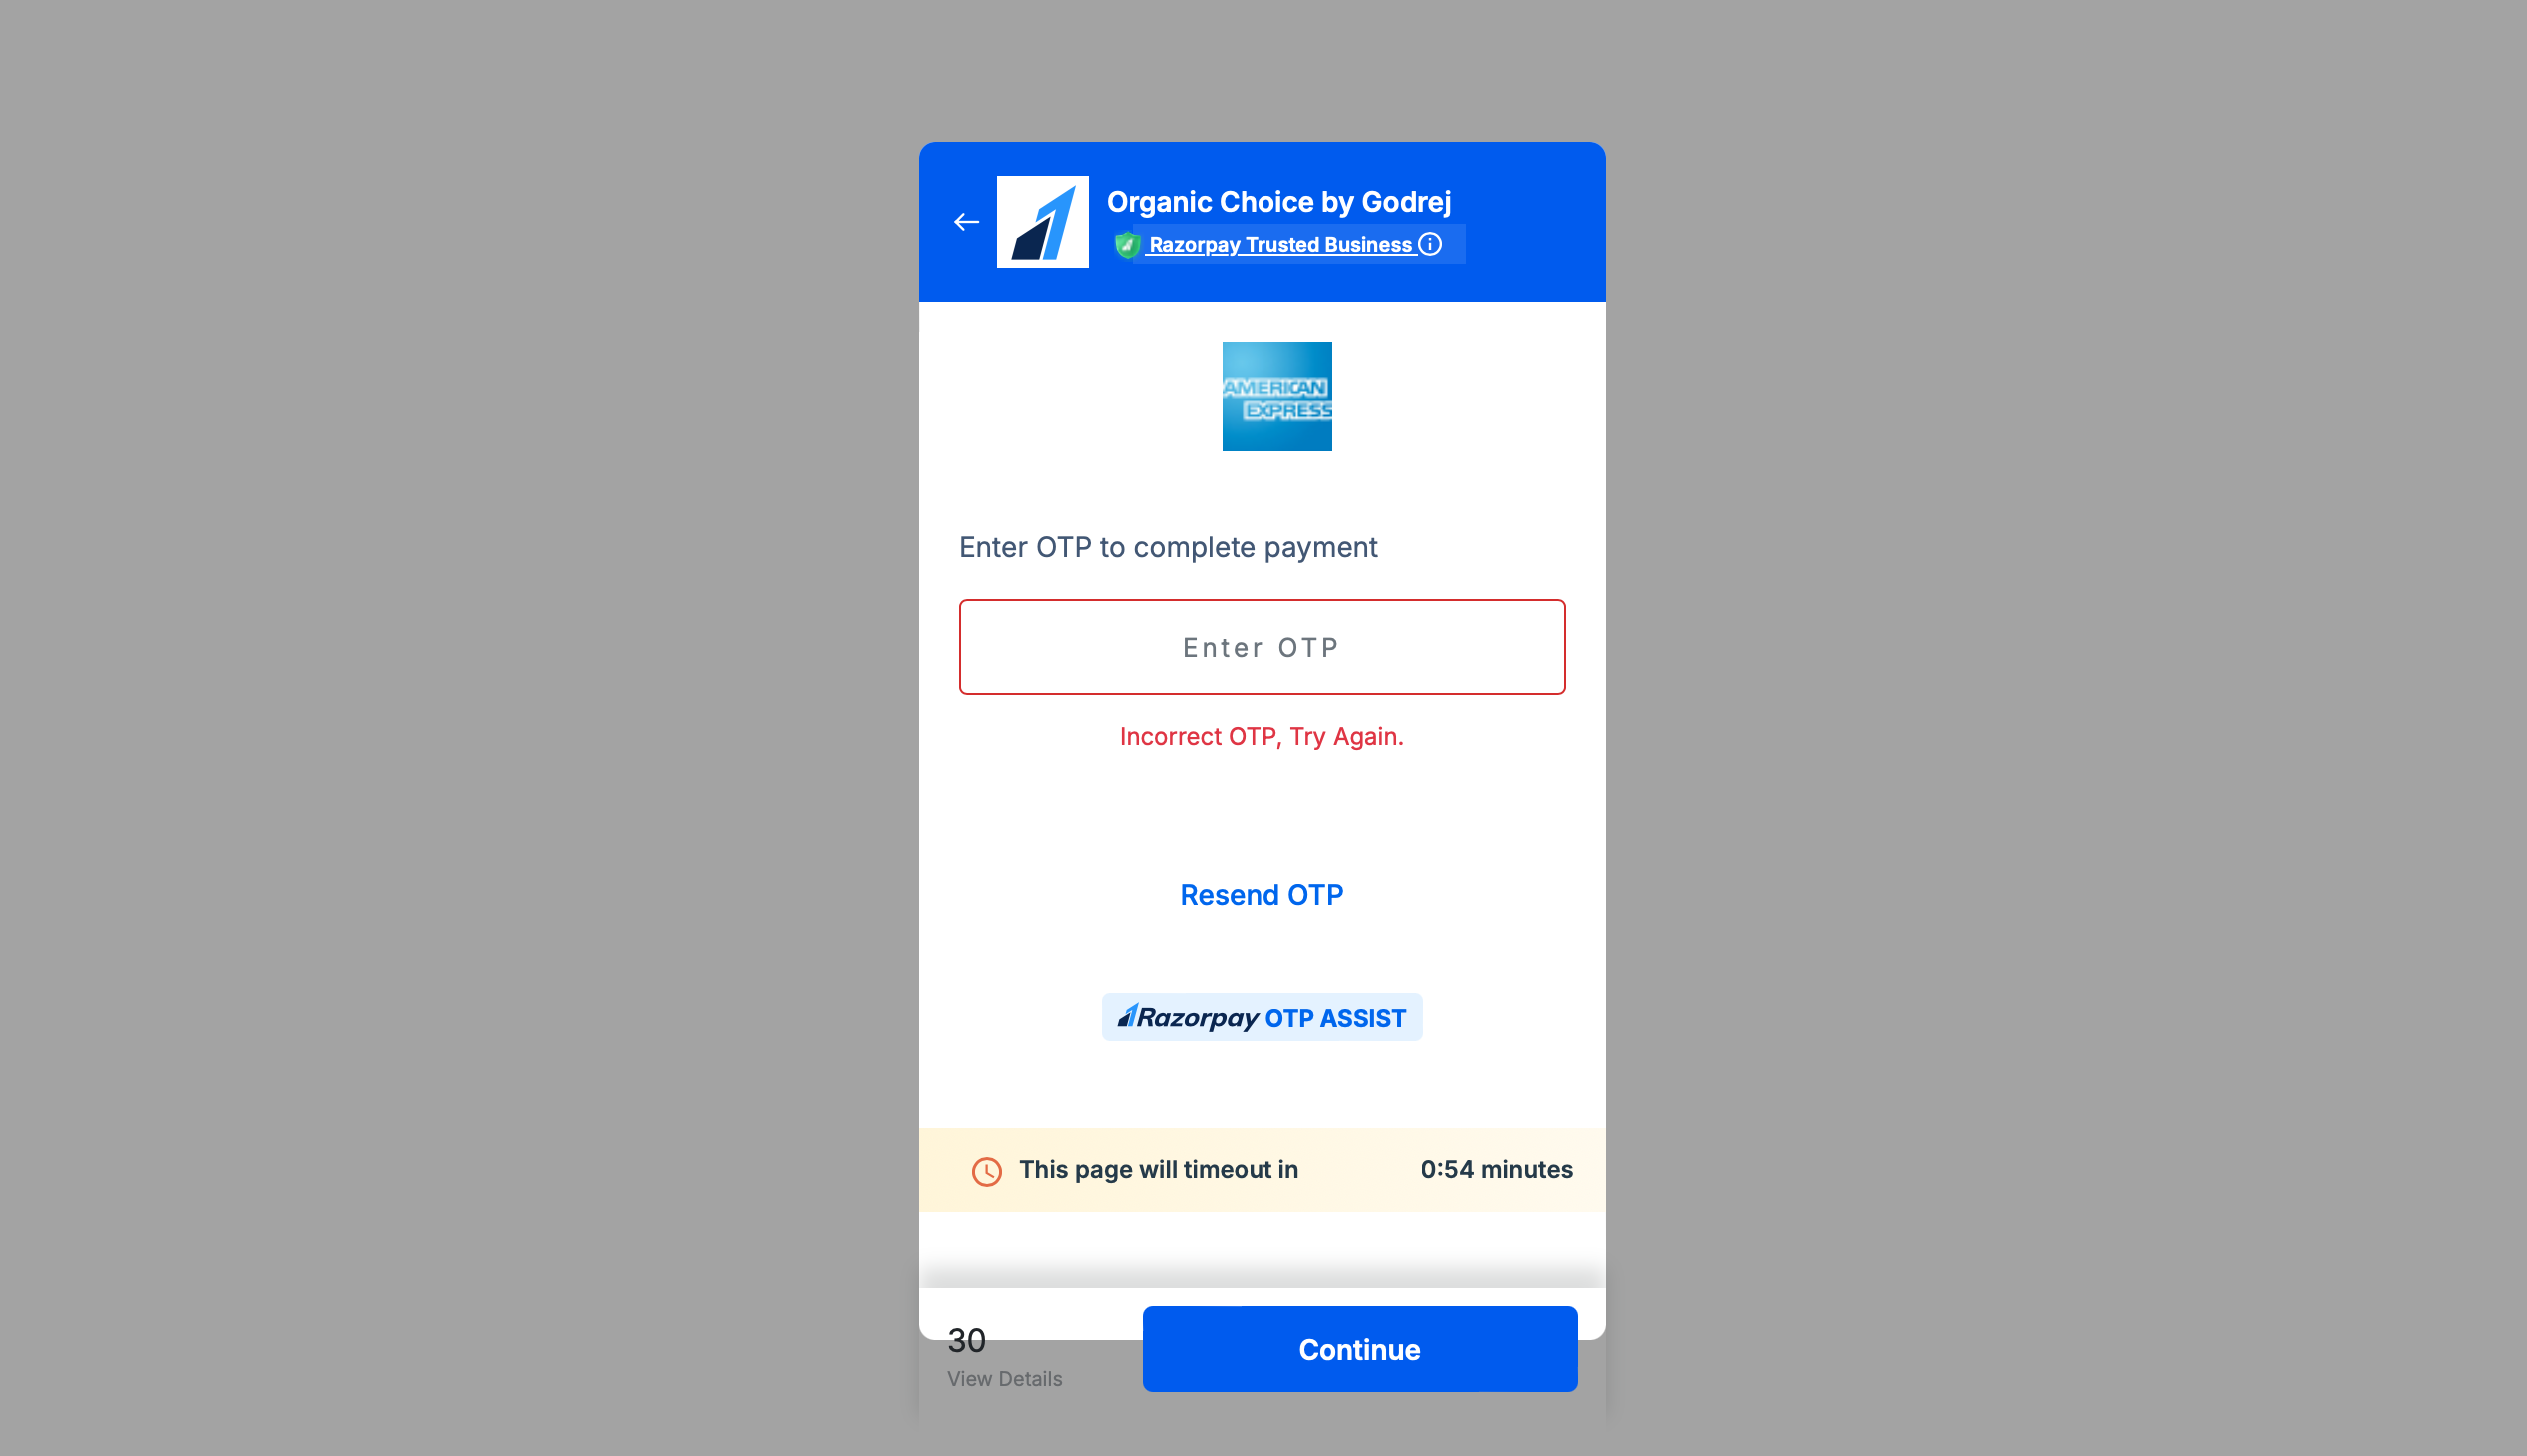 Organic Choice by Godrej
Razorpay Trusted Business
AMERICAN
EXPRESS
Enter OTP to complete payment
Enter OTP
Incorrect OTP, Try Again.
Resend OTP
Razorpay OTP ASSIST
This page will timeout in 0:54 minutes
30
View Details
Continue